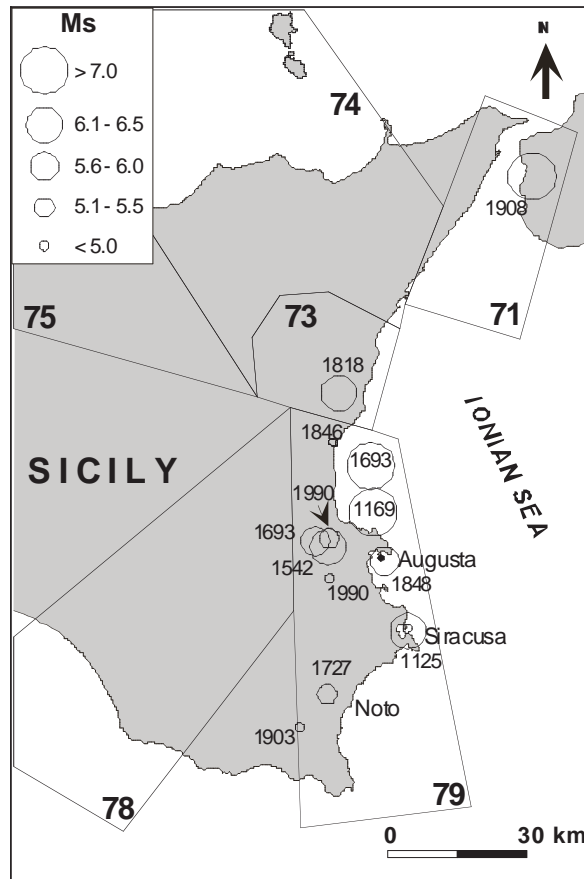 Ms
> 7.0
6.1 - 6.5
5.6 - 6.0
5.1 - 5.5
< 5.0
N
74
1908
75
73
71
1818
IONIAN SEA
1846
SICILY
1693
1990
1169
1693
Augusta
1542
1990
1848
Siracusa
1125
1727
Noto
1903
78
79
0 30 km